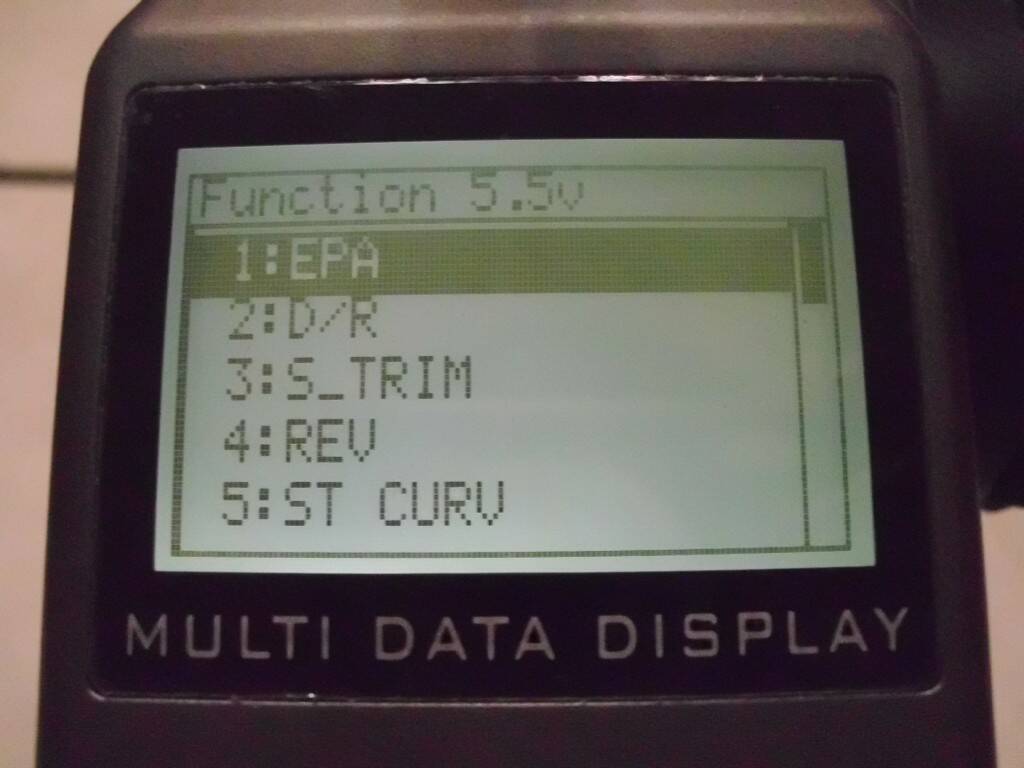 Function 5.5v
1:EPA
2:D/R
3:S_TRIM
4:REV
5:ST CURV
MULTI DATA DISPLAY